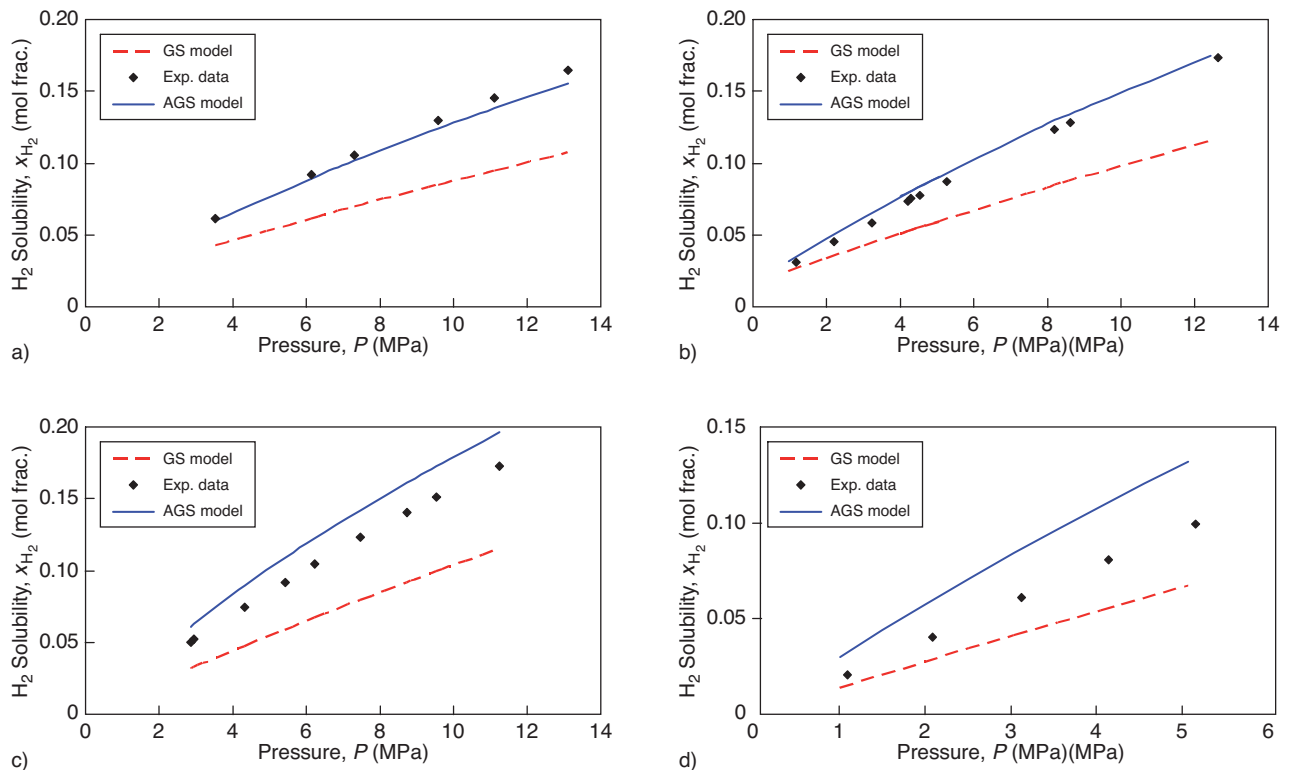 H2 Solubility, xH2 (mol frac.)
0.20
0.15
0.10
0.05
0
GS model
Exp. data
AGS model
0 2 4 6 8 10 12 14
Pressure, P (MPa)
a)
H2 Solubility, xH2 (mol frac.)
0.20
0.15
0.10
0.05
0
GS model
Exp. data
AGS model
0 2 4 6 8 10 12 14
Pressure, P (MPa)(MPa)
b)
H2 Solubility, xH2 (mol frac.)
0.20
0.15
0.10
0.05
0
GS model
Exp. data
AGS model
0 2 4 6 8 10 12 14
Pressure, P (MPa)
c)
H2 Solubility, xH2 (mol frac.)
0.15
0.10
0.05
0
GS model
Exp. data
AGS model
1 2 3 4 5 6
Pressure, P (MPa)(MPa)
d)